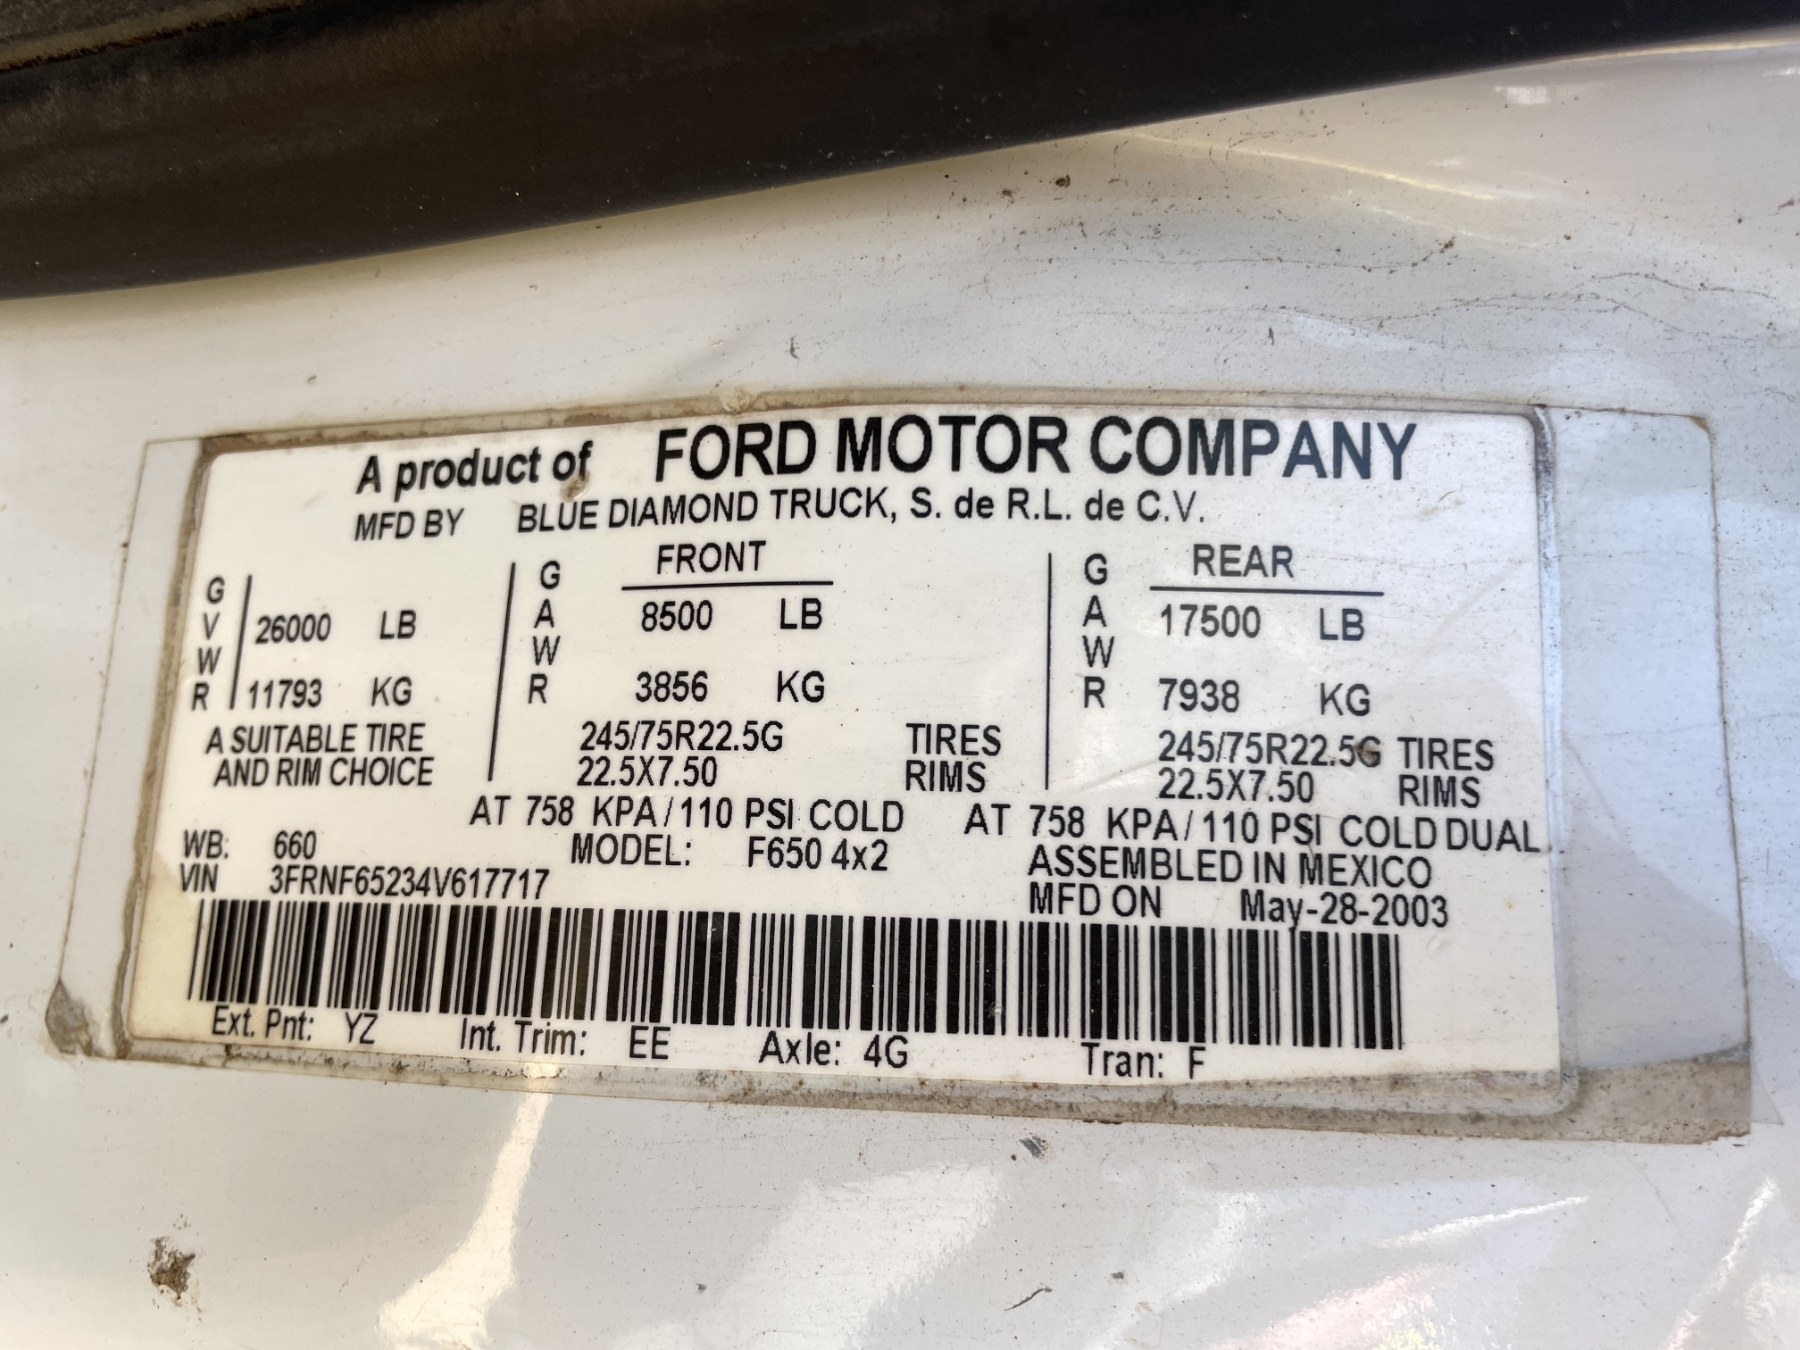 A product of FORD MOTOR COMPANY
MFD BY BLUE DIAMOND TRUCK, S. de R.L. de C.V.
GVWR 26000 LB 11793 KG
GAWR FRONT 8500 LB 3856 KG
GAWR REAR 17500 LB 7938 KG
A SUITABLE TIRE 245/75R22.5G TIRES 245/75R22.5G TIRES
AND RIM CHOICE 22.5X7.50 RIMS 22.5X7.50 RIMS
AT 758 KPA/110 PSI COLD AT 758 KPA/110 PSI COLD DUAL
WB: 660 MODEL: F650 4x2 ASSEMBLED IN MEXICO
VIN 3FRNF65234V617717 MFD ON May-28-2003
Ext. Pnt: YZ Int. Trim: EE Axle: 4G Tran: F